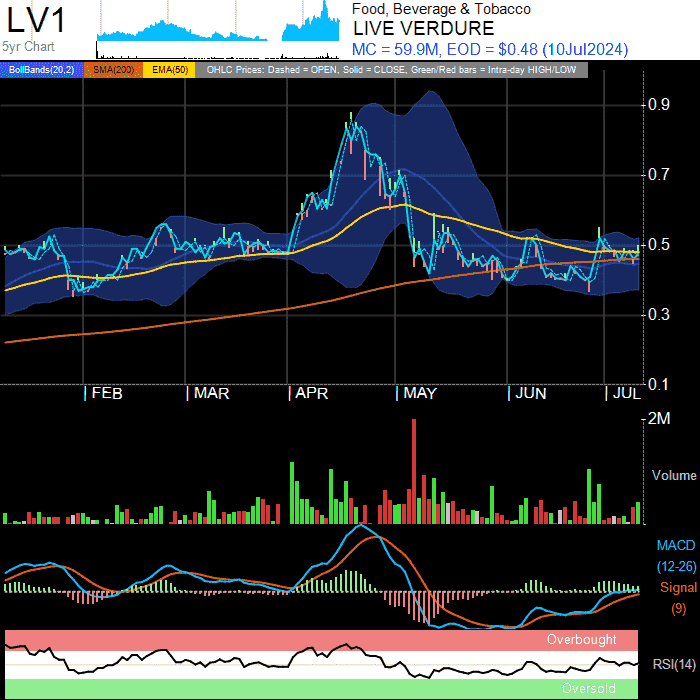 LV1
5yr Chart
Food, Beverage & Tobacco
LIVE VERDURE
MC = 59.9M, EOD = $0.48 (10Jul2024)
BollBands(20,2) SMA(200) EMA(50) OHLC Prices: Dashed = OPEN, Solid = CLOSE, Green/Red bars = Intra-day HIGH/LOW
0.9
0.7
0.5
0.3
0.1
FEB MAR APR MAY JUN JUL
2M
Volume
MACD
(12-26)
Signal
(9)
Overbought
RSI(14)
Oversold